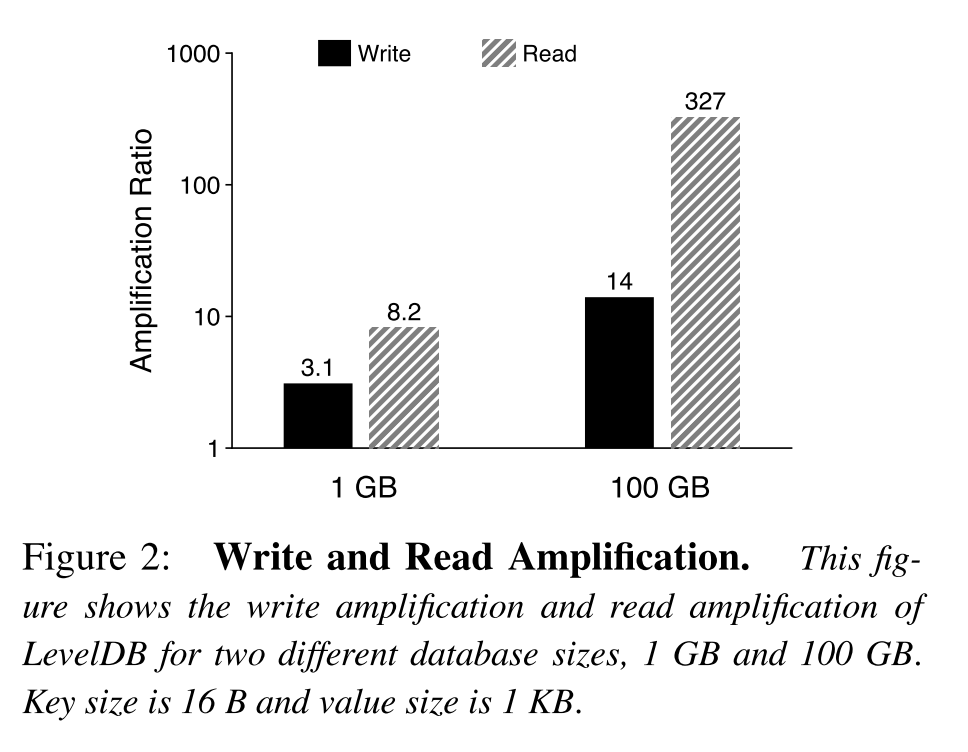 1000
Write
Read
327
Amplification Ratio
100
14
10
8.2
3.1
1
1 GB
100 GB
Figure 2: Write and Read Amplification. This fig-
ure shows the write amplification and read amplification of
LevelDB for two different database sizes, 1 GB and 100 GB.
Key size is 16 B and value size is 1 KB.